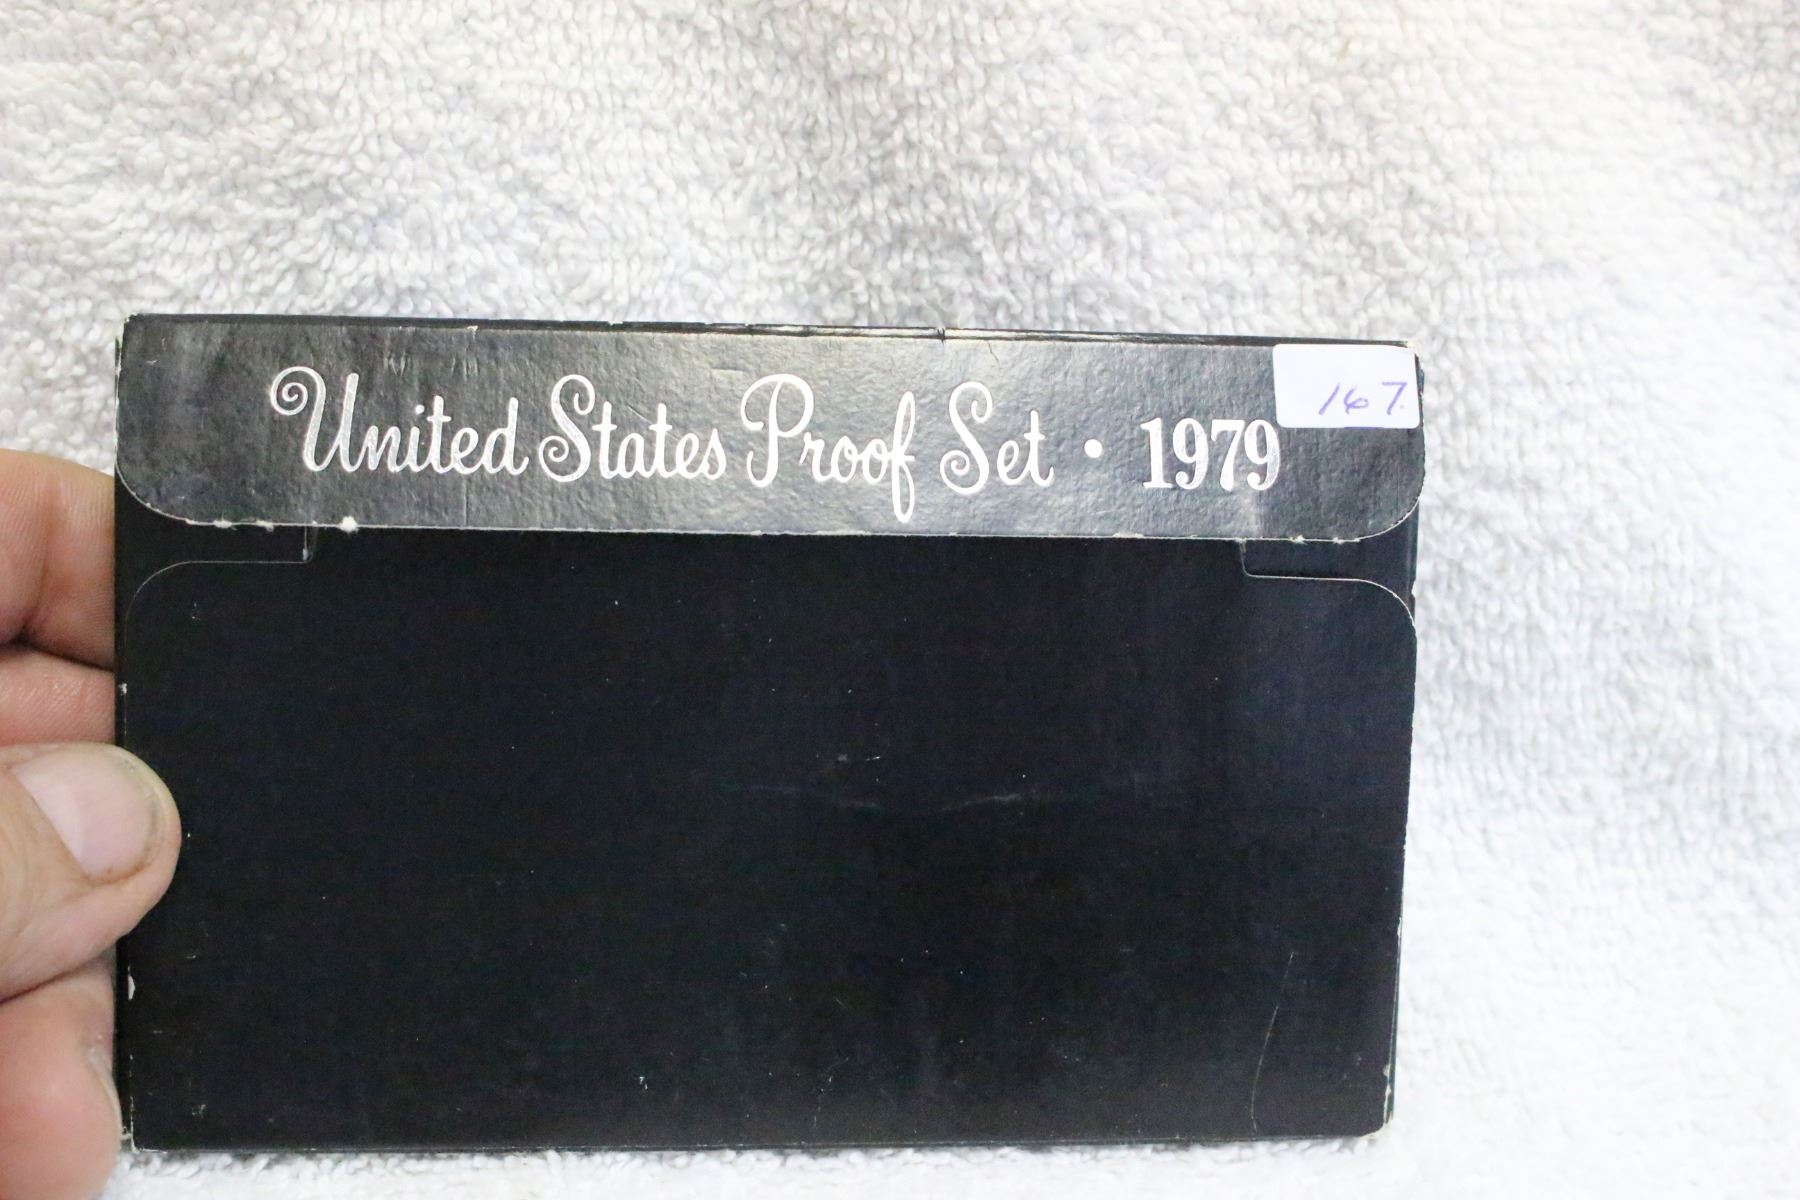 United States Proof Set • 1979
167.